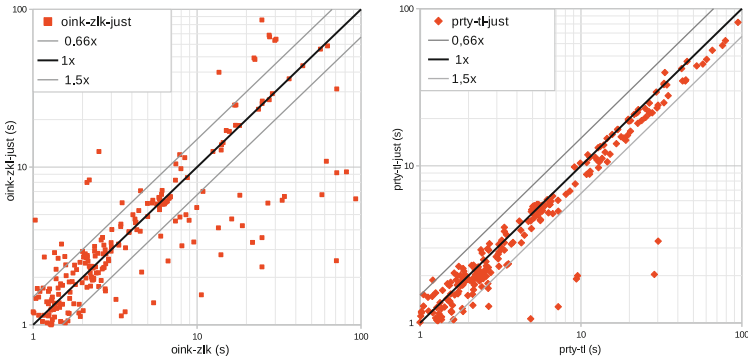 100
oink-zlk-just
0,66x
1x
1,5x
10
1
oink-zkl-just (s)
1
10
100
oink-zlk (s)
100
prty-tl-just
0,66x
1x
1,5x
10
1
prty-tl-just (s)
1
10
100
prty-tl (s)